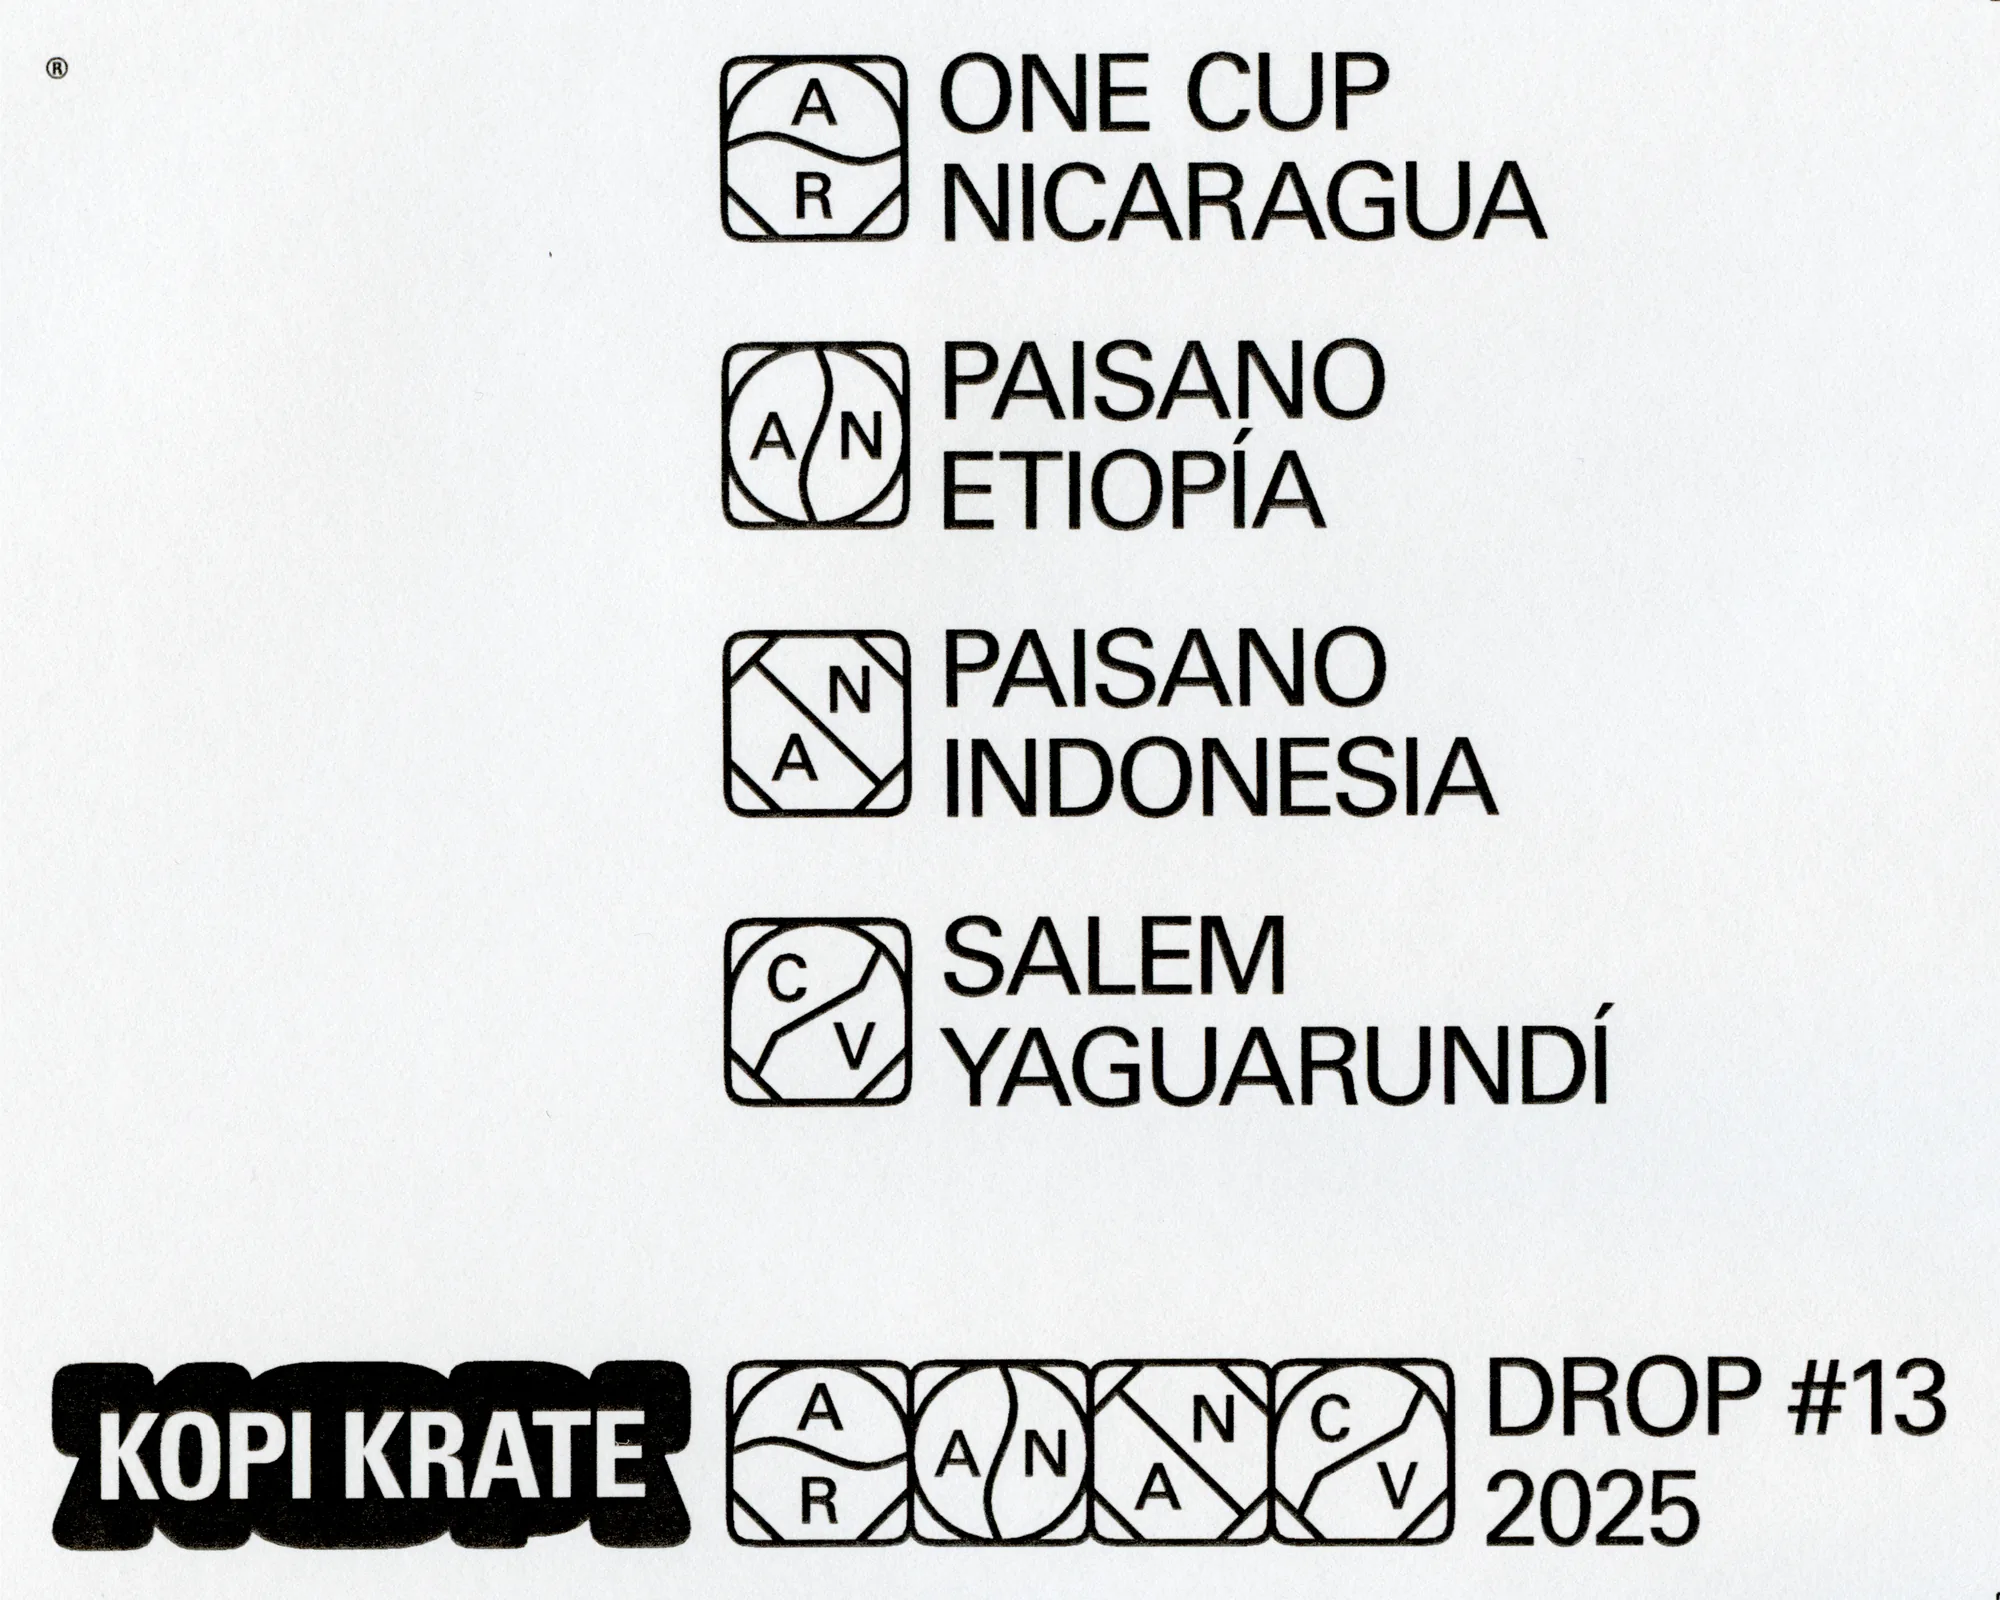 ®
A
R
ONE CUP
NICARAGUA
A N
PAISANO
ETIOPÍA
N
A
PAISANO
INDONESIA
C
V
SALEM
YAGUARUNDÍ
KOPI KRATE
A
R
A N
N
A
C
V
DROP #13
2025